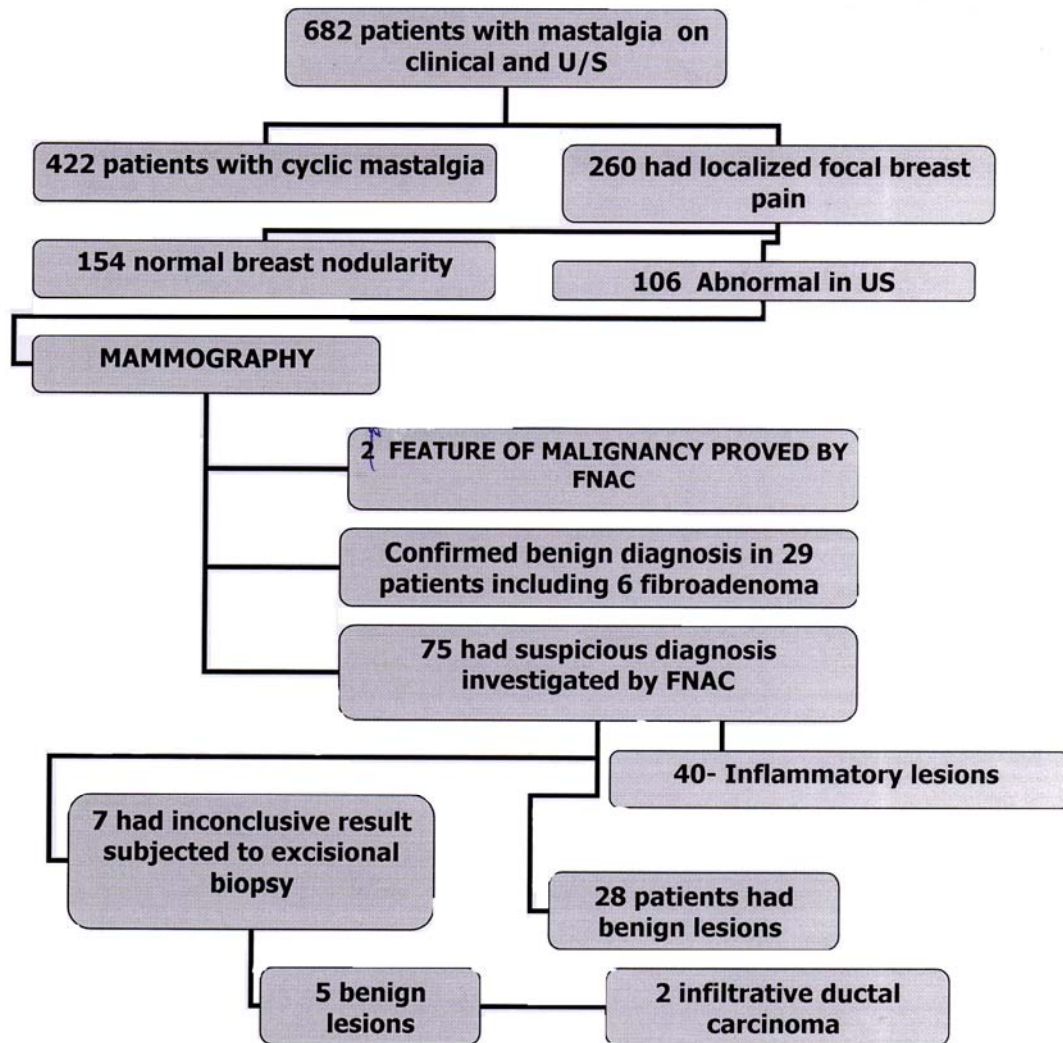 682 patients with mastalgia on
clinical and U/S
422 patients with cyclic mastalgia
260 had localized focal breast
pain
154 normal breast nodularity
106 Abnormal in US
MAMMOGRAPHY
2 FEATURE OF MALIGNANCY PROVED BY
FNAC
Confirmed benign diagnosis in 29
patients including 6 fibroadenoma
75 had suspicious diagnosis
investigated by FNAC
40- Inflammatory lesions
7 had inconclusive result
subjected to excisional
biopsy
28 patients had
benign lesions
5 benign
lesions
2 infiltrative ductal
carcinoma